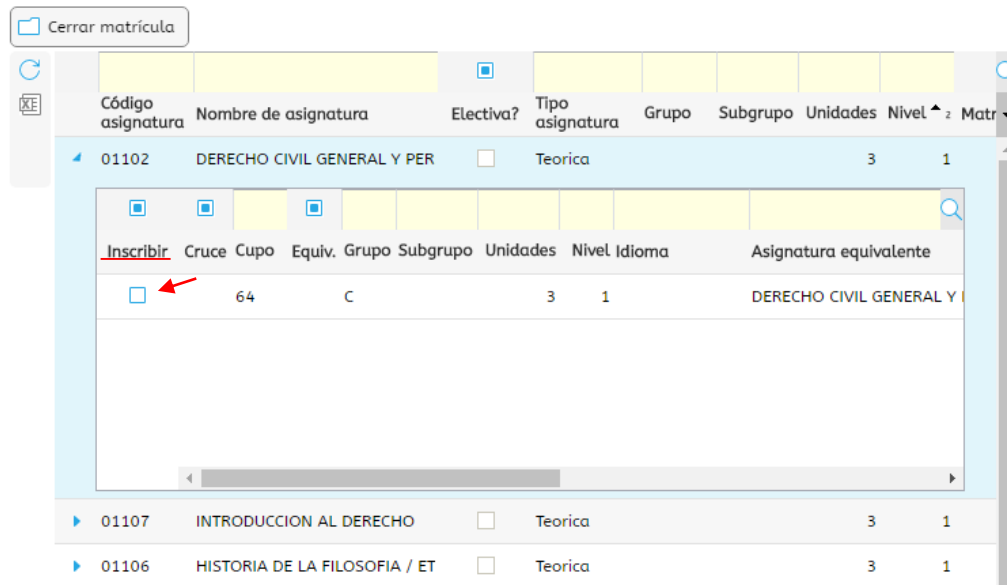 Cerrar matrícula
Código asignatura Nombre de asignatura Electiva? Tipo asignatura Grupo Subgrupo Unidades Nivel 2 Matr
01102 DERECHO CIVIL GENERAL Y PER Teorica 3 1
Inscribir Cruce Cupo Equiv. Grupo Subgrupo Unidades Nivel Idioma Asignatura equivalente
64 C 3 1 DERECHO CIVIL GENERAL Y
01107 INTRODUCCION AL DERECHO Teorica 3 1
01106 HISTORIA DE LA FILOSOFIA / ET Teorica 3 1